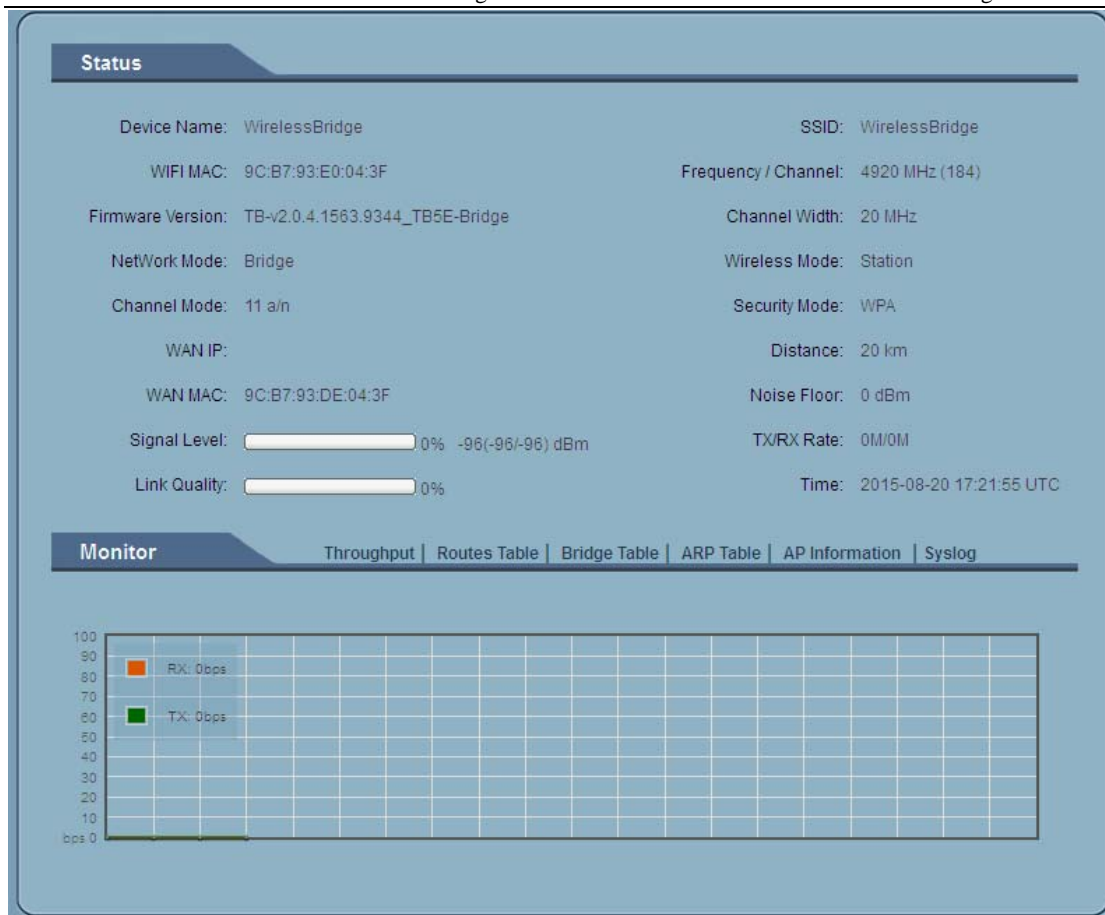 Status
Device Name: WirelessBridge SSID: WirelessBridge
WIFI MAC: 9C:B7:93:E0:04:3F Frequency / Channel: 4920 MHz (184)
Firmware Version: TB-v2.0.4.1563.9344_TB5E-Bridge Channel Width: 20 MHz
NetWork Mode: Bridge Wireless Mode: Station
Channel Mode: 11 a/n Security Mode: WPA
WAN IP: Distance: 20 km
WAN MAC: 9C:B7:93:DE:04:3F Noise Floor: 0 dBm
Signal Level: 0% -96(-96/-96) dBm TX/RX Rate: 0M/0M
Link Quality: 0% Time: 2015-08-20 17:21:55 UTC
Monitor Throughput | Routes Table | Bridge Table | ARP Table | AP Information | Syslog
100
90
RX: 0bps
80
70
TX: 0bps
60
50
40
30
20
10
bps 0